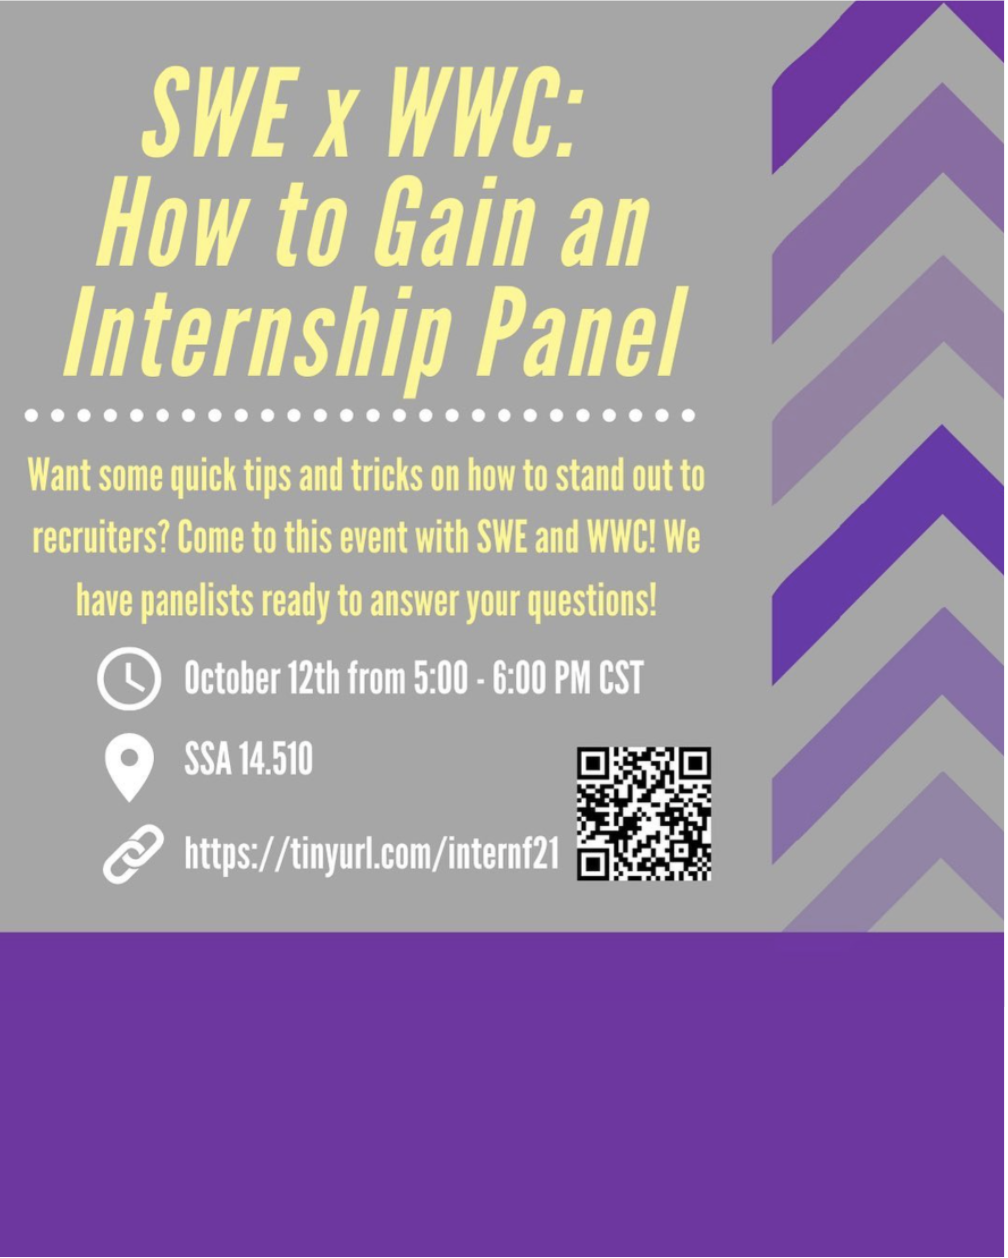 SWE x WWC:
How to Gain an
Internship Panel
Want some quick tips and tricks on how to stand out to
recruiters? Come to this event with SWE and WWC! We
have panelists ready to answer your questions!
October 12th from 5:00 - 6:00 PM CST
SSA 14.510
https://tinyurl.com/internf21